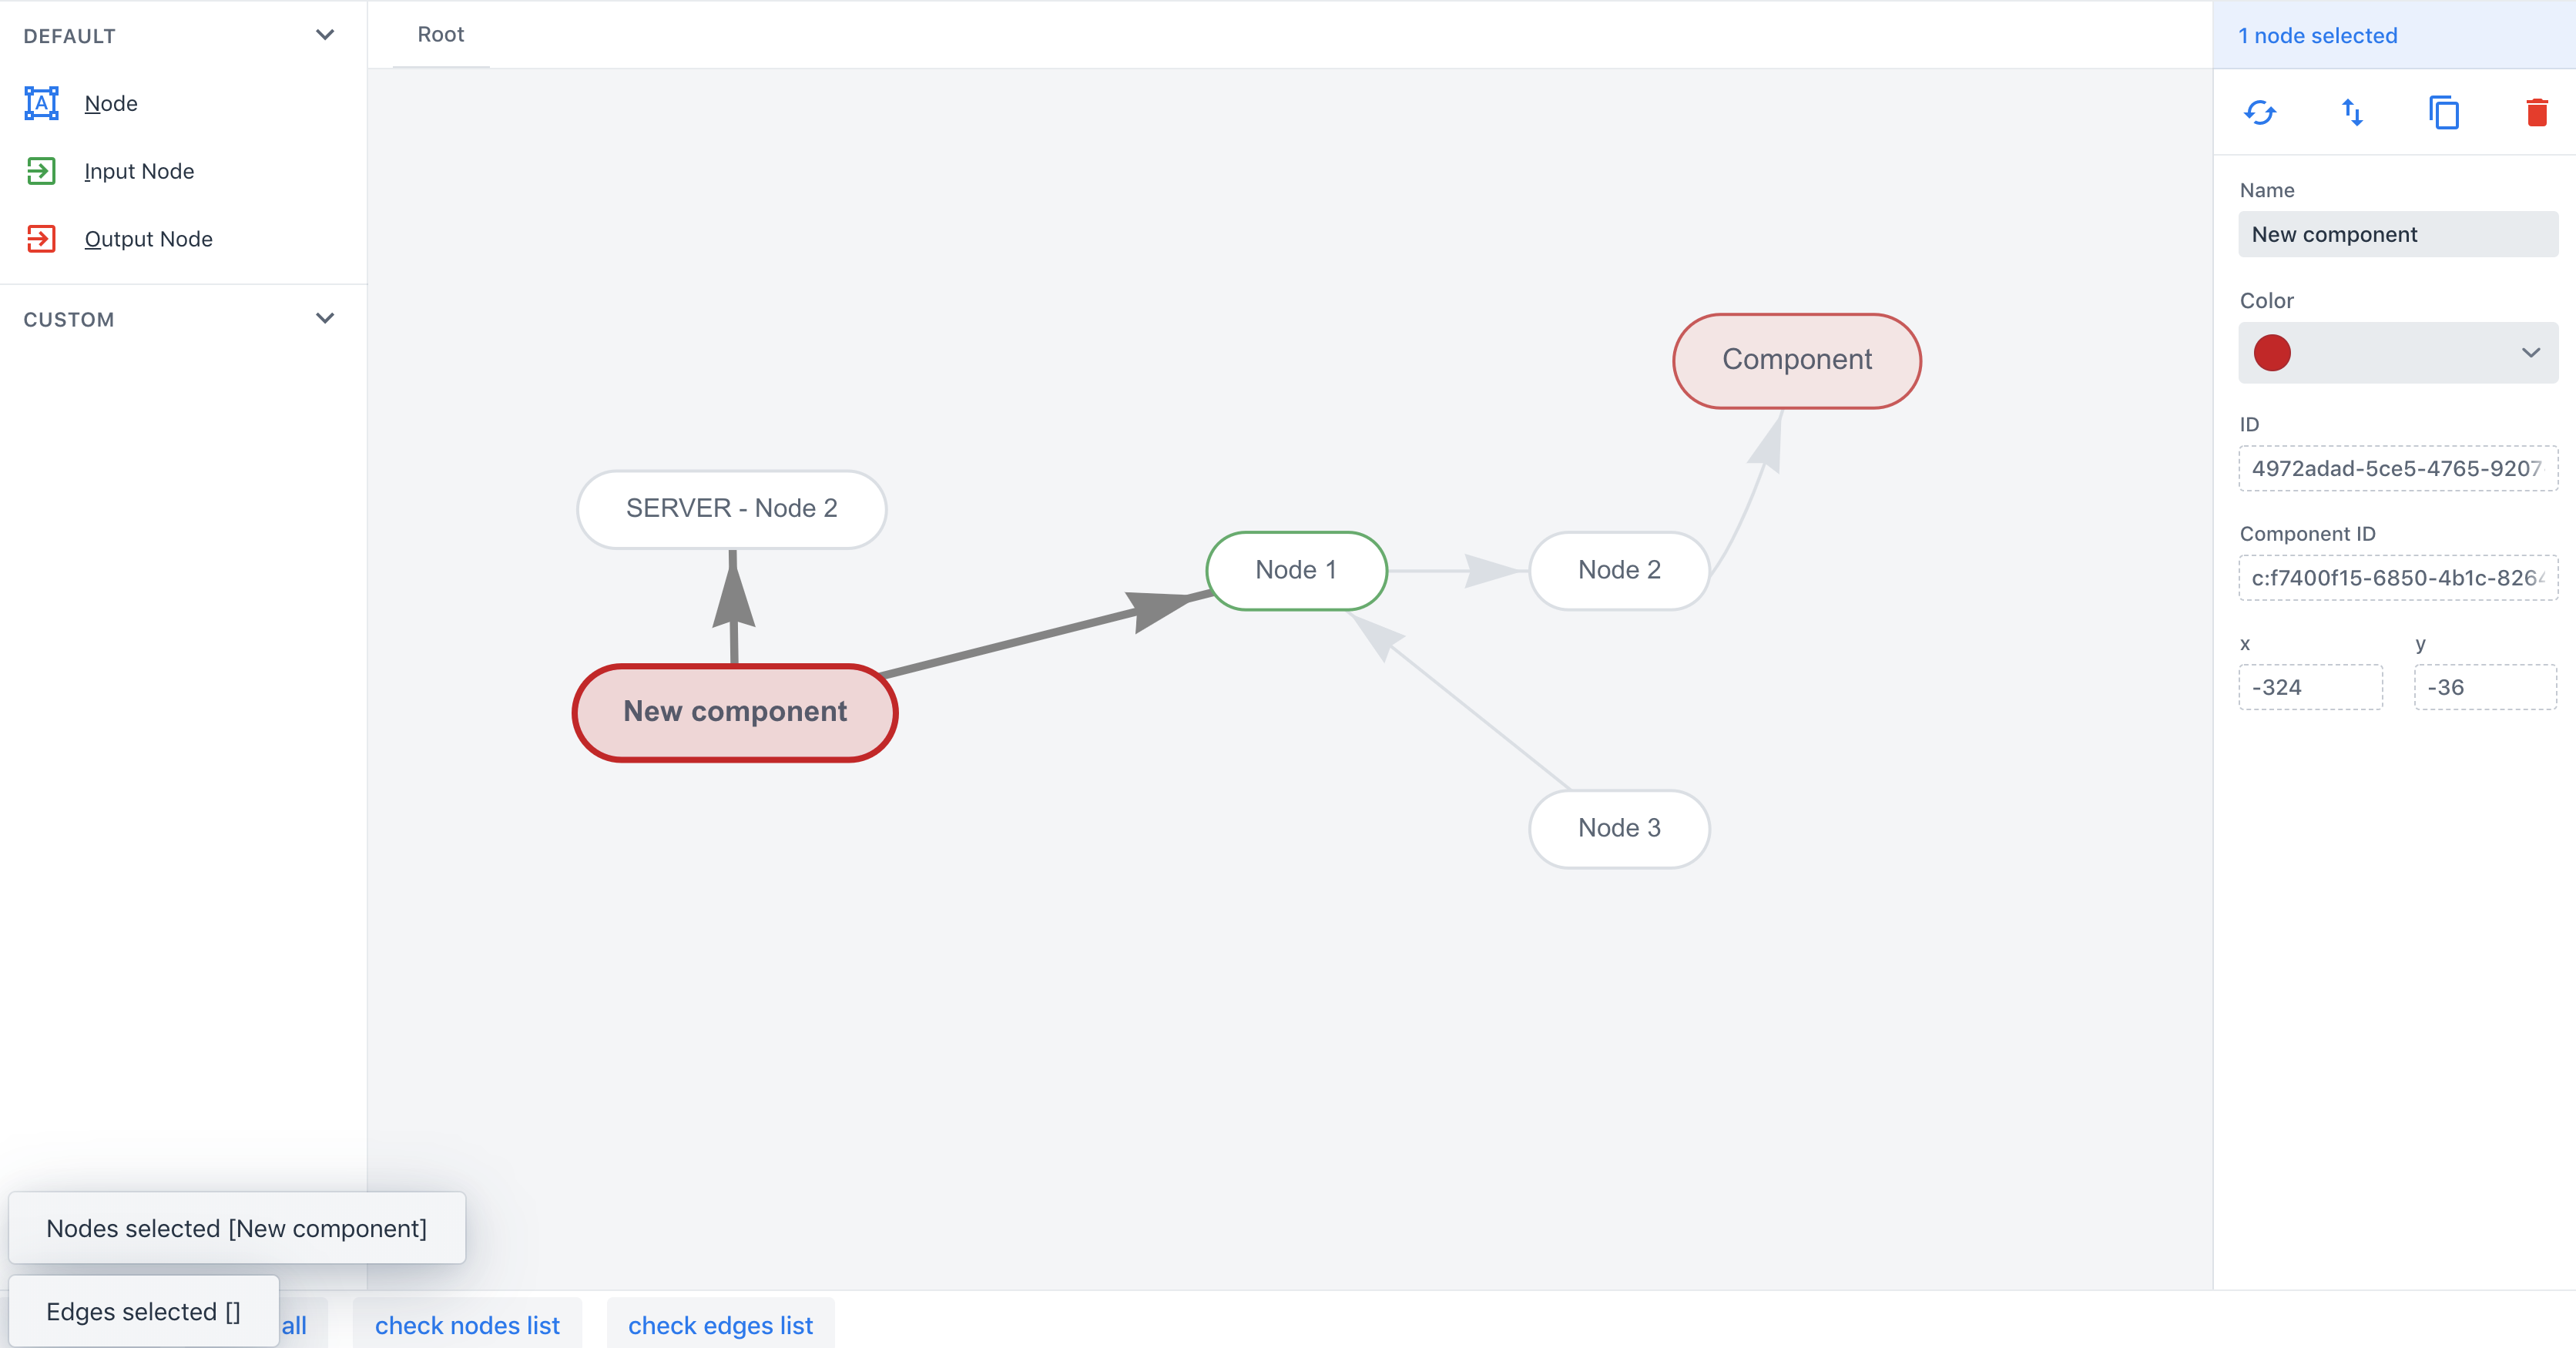 DEFAULT
Node
Input Node
Output Node
CUSTOM
Root
Component
SERVER - Node 2
Node 1
Node 2
New component
Node 3
1 node selected
Name
New component
Color
ID
4972adad-5ce5-4765-9207
Component ID
c:f7400f15-6850-4b1c-8264
x
y
-324
-36
Nodes selected [New component]
Edges selected []
all
check nodes list
check edges list